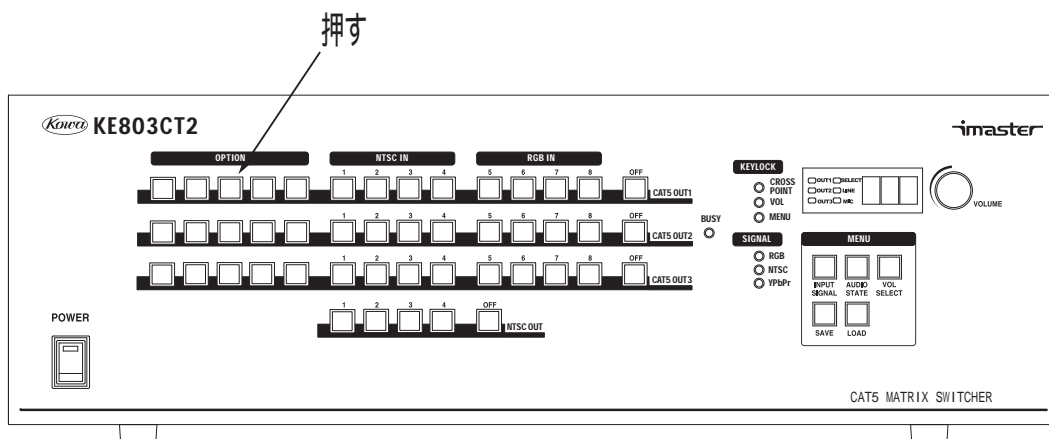 押す
Kowa KE803CT2
imaster
OPTION NTSC IN RGB IN
1 2 3 4 5 6 7 8 OFF
CAT5 OUT1
1 2 3 4 5 6 7 8 OFF
CAT5 OUT2
1 2 3 4 5 6 7 8 OFF
CAT5 OUT3
1 2 3 4 OFF
NTSC OUT
POWER
BUSY
KEYLOCK
CROSS
POINT
VOL
MENU
SIGNAL
RGB
NTSC
YPbPr
OUT1 SELECT
OUT2 LINE
OUT3 MIC
VOLUME
MENU
INPUT SIGNAL
AUDIO STATE
VOL SELECT
SAVE LOAD
CAT5 MATRIX SWITCHER